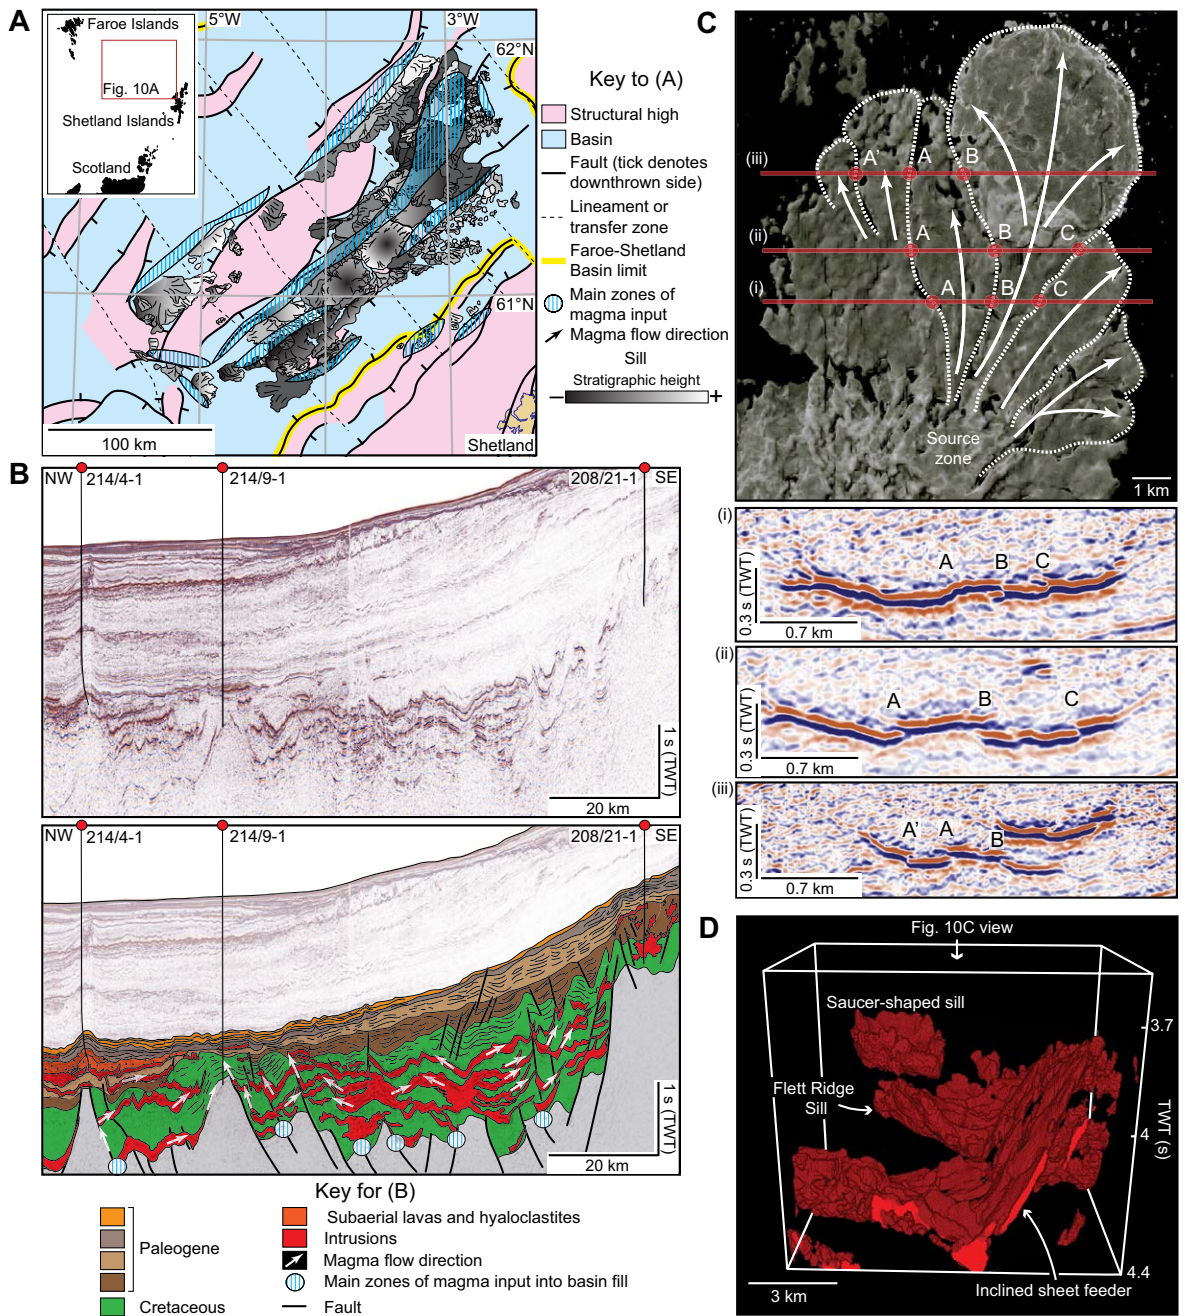 A
Faroe Islands
Fig. 10A
Shetland Islands
Scotland
5°W
3°W
62°N
61°N
100 km
Shetland
Key to (A)
Structural high
Basin
Fault (tick denotes
downthrown side)
Lineament or
transfer zone
Faroe-Shetland
Basin limit
Main zones of
magma input
Magma flow direction
Sill
Stratigraphic height
− +
C
(iii)
A' A B
(ii)
A B C
(i)
A B C
Source
zone
1 km
B
NW 214/4-1 214/9-1 208/21-1 SE
1 s (TWT)
20 km
NW 214/4-1 214/9-1 208/21-1 SE
1 s (TWT)
20 km
Key for (B)
Paleogene
Cretaceous
Subaerial lavas and hyaloclastites
Intrusions
Magma flow direction
Main zones of magma input into basin fill
Fault
(i)
A B C
0.3 s (TWT)
0.7 km
(ii)
A B C
0.3 s (TWT)
0.7 km
(iii)
A' A B
0.3 s (TWT)
0.7 km
D
Fig. 10C view
Saucer-shaped sill
3.7
Flett Ridge
Sill
4
TWT (s)
4.4
Inclined sheet feeder
3 km